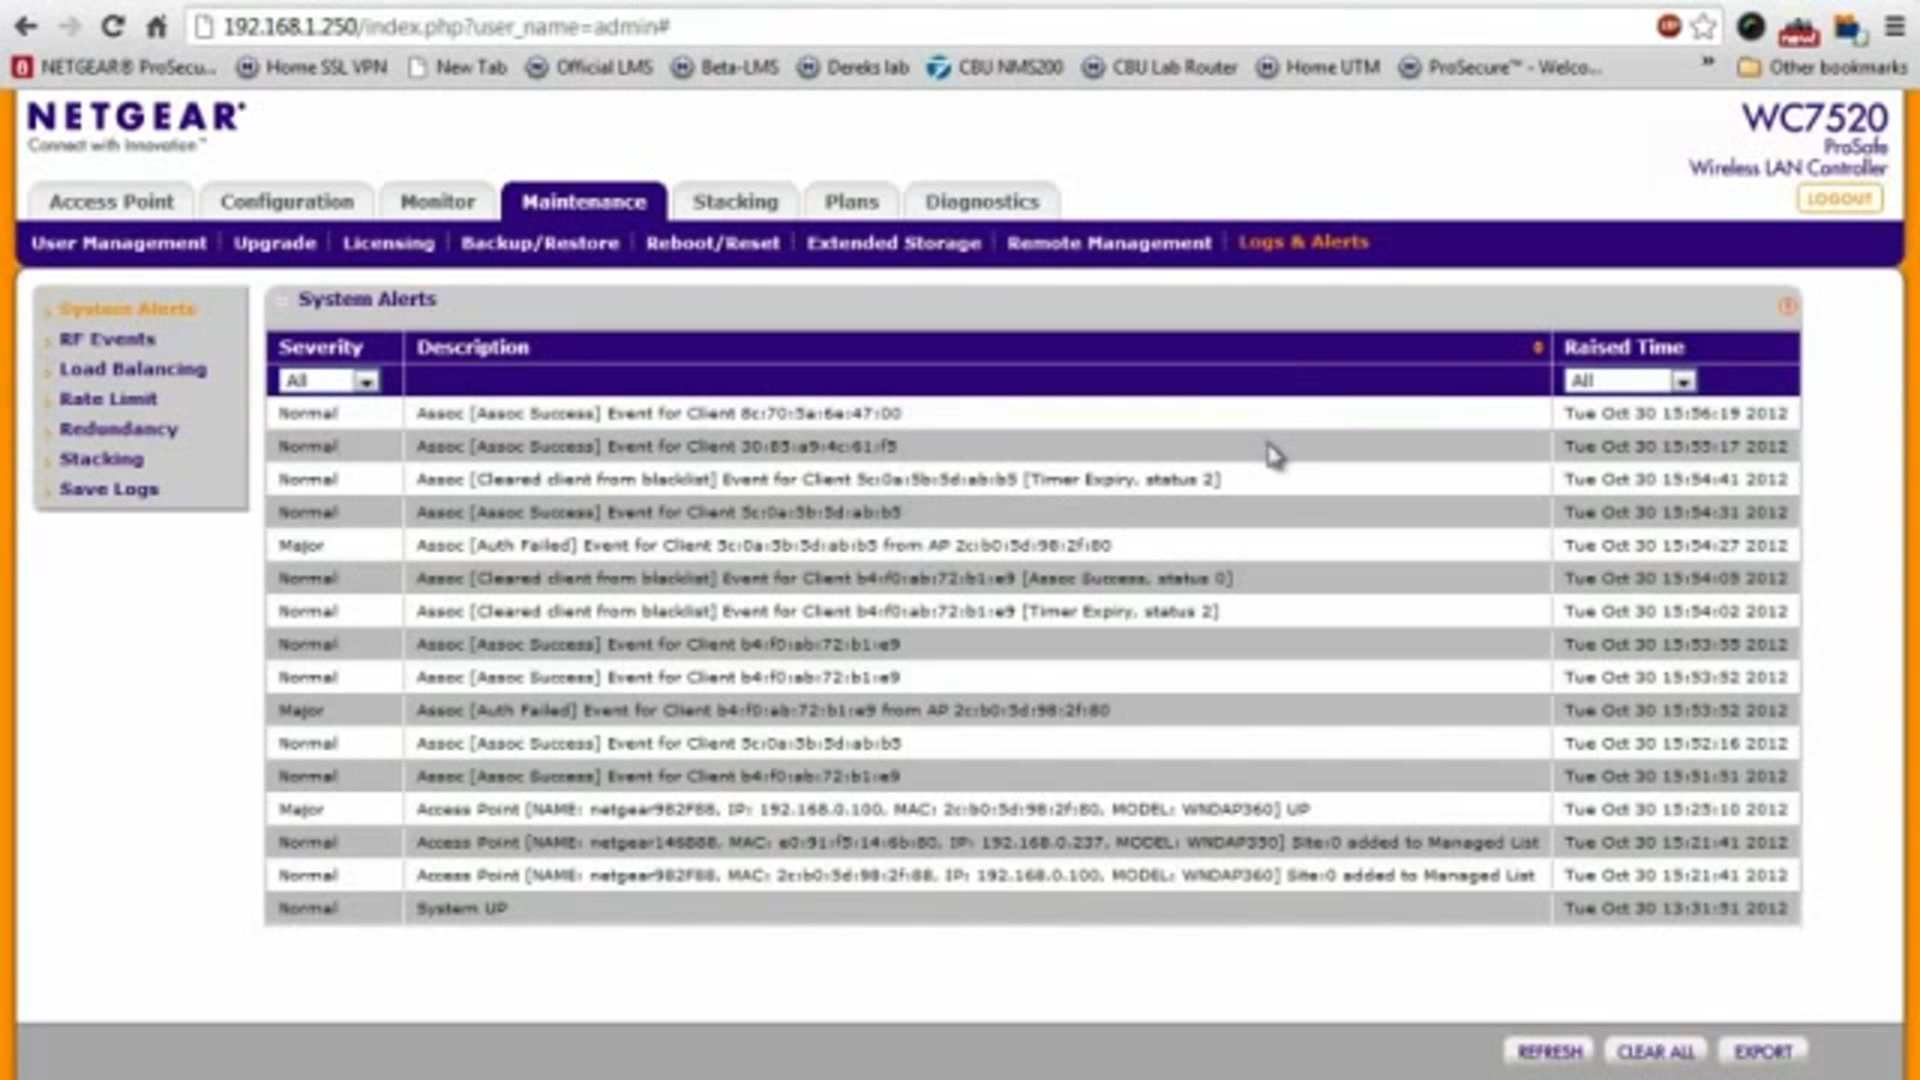 192.168.1.250/index.php?user_name=admin#
NETGEAR® ProSecu... Home SSL VPN New Tab Official LMS Beta-LMS Dereks lab CBU NMS200 CBU Lab Router Home UTM ProSecure™ - Welco... » Other bookmarks
NETGEAR®
Connect with Innovation™
WC7520
ProSafe
Wireless LAN Controller
Access Point Configuration Monitor Maintenance Stacking Plans Diagnostics
LOGOUT
User Management Upgrade Licensing Backup/Restore Reboot/Reset Extended Storage Remote Management Logs & Alerts
System Alerts
RF Events
Load Balancing
Rate Limit
Redundancy
Stacking
Save Logs
System Alerts
Severity Description Raised Time
All All
Normal Assoc [Assoc Success] Event for Client 8c:70:5a:6e:47:00 Tue Oct 30 15:56:19 2012
Normal Assoc [Assoc Success] Event for Client 30:85:a9:4c:61:f5 Tue Oct 30 15:55:17 2012
Normal Assoc [Cleared client from blacklist] Event for Client 5c:0a:5b:5d:ab:b5 [Timer Expiry, status 2] Tue Oct 30 15:54:41 2012
Normal Assoc [Assoc Success] Event for Client 5c:0a:5b:5d:ab:b5 Tue Oct 30 15:54:31 2012
Major Assoc [Auth Failed] Event for Client 5c:0a:5b:5d:ab:b5 from AP 2c:b0:5d:98:2f:80 Tue Oct 30 15:54:27 2012
Normal Assoc [Cleared client from blacklist] Event for Client b4:f0:ab:72:b1:e9 [Assoc Success, status 0] Tue Oct 30 15:54:05 2012
Normal Assoc [Cleared client from blacklist] Event for Client b4:f0:ab:72:b1:e9 [Timer Expiry, status 2] Tue Oct 30 15:54:02 2012
Normal Assoc [Assoc Success] Event for Client b4:f0:ab:72:b1:e9 Tue Oct 30 15:53:55 2012
Normal Assoc [Assoc Success] Event for Client b4:f0:ab:72:b1:e9 Tue Oct 30 15:53:52 2012
Major Assoc [Auth Failed] Event for Client b4:f0:ab:72:b1:e9 from AP 2c:b0:5d:98:2f:80 Tue Oct 30 15:53:52 2012
Normal Assoc [Assoc Success] Event for Client 5c:0a:5b:5d:ab:b5 Tue Oct 30 15:52:16 2012
Normal Assoc [Assoc Success] Event for Client b4:f0:ab:72:b1:e9 Tue Oct 30 15:51:51 2012
Major Access Point [NAME: netgear982F88, IP: 192.168.0.100, MAC: 2c:b0:5d:98:2f:80, MODEL: WNDAP360] UP Tue Oct 30 15:25:10 2012
Normal Access Point [NAME: netgear146B88, MAC: e0:91:f5:14:6b:80, IP: 192.168.0.237, MODEL: WNDAP350] Site:0 added to Managed List Tue Oct 30 15:21:41 2012
Normal Access Point [NAME: netgear982F88, MAC: 2c:b0:5d:98:2f:88, IP: 192.168.0.100, MODEL: WNDAP360] Site:0 added to Managed List Tue Oct 30 15:21:41 2012
Normal System UP Tue Oct 30 13:31:51 2012
REFRESH CLEAR ALL EXPORT